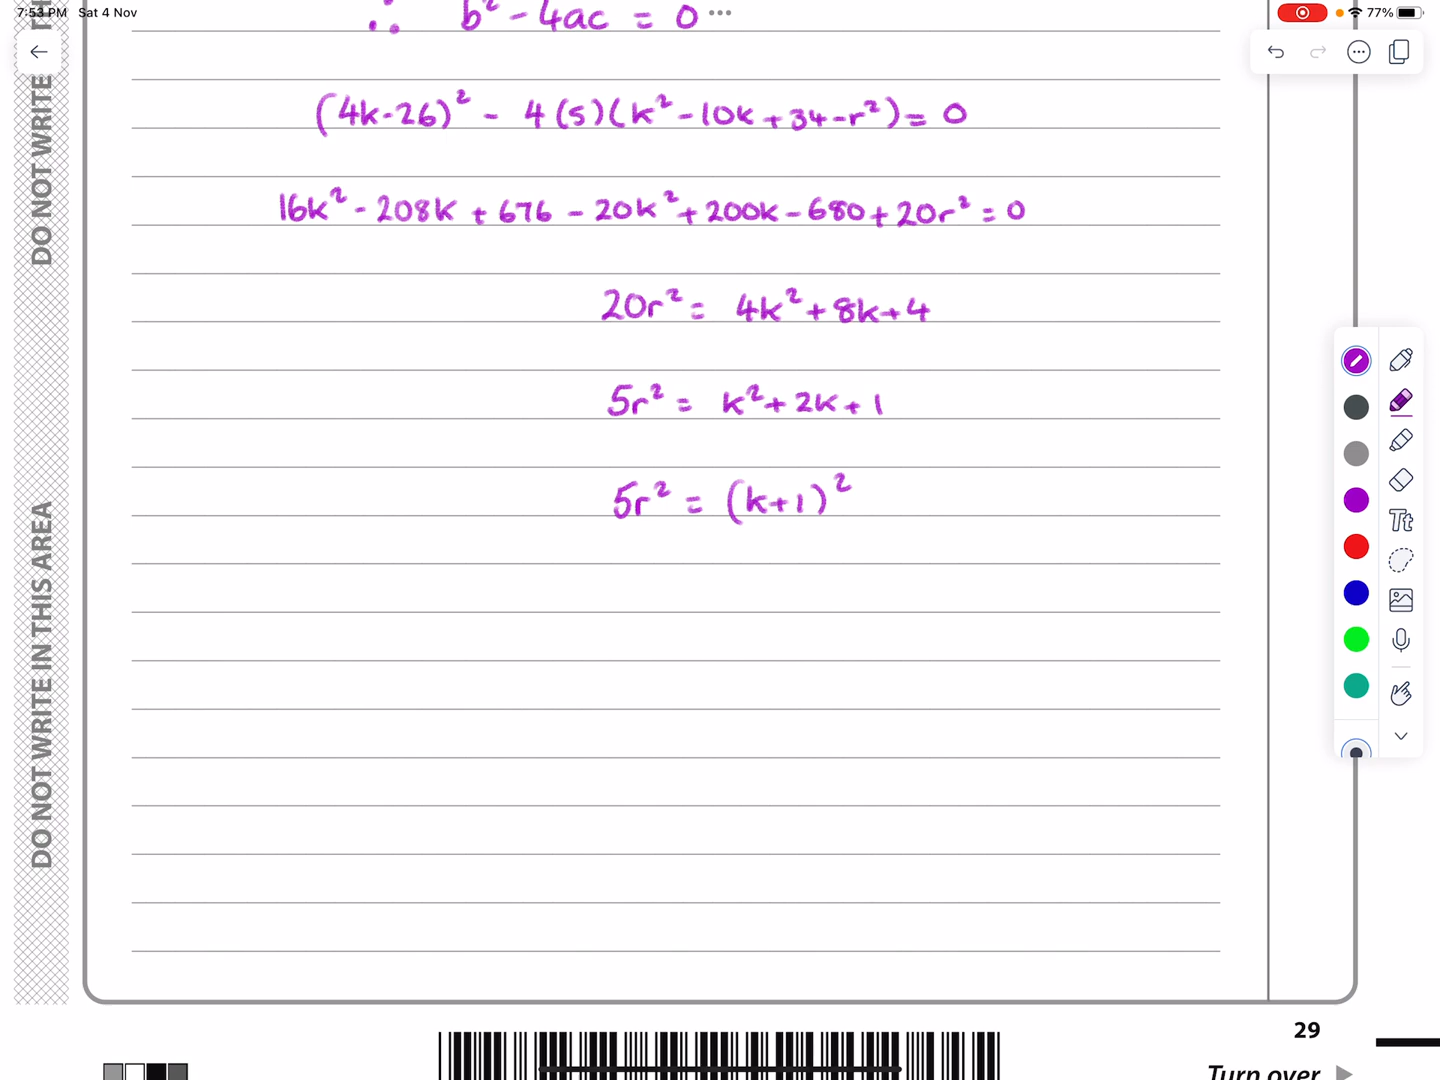 7:53 PM Sat 4 Nov
77%
∴ b² - 4ac = 0
(4k-26)² - 4(5)(k²-10k+34-r²) = 0
16k² - 208k + 676 - 20k² + 200k - 680 + 20r² = 0
20r² = 4k² + 8k + 4
5r² = k² + 2k + 1
5r² = (k+1)²
DO NOT WRITE TH
DO NOT WRITE IN THIS AREA
Tt
29
Turn over